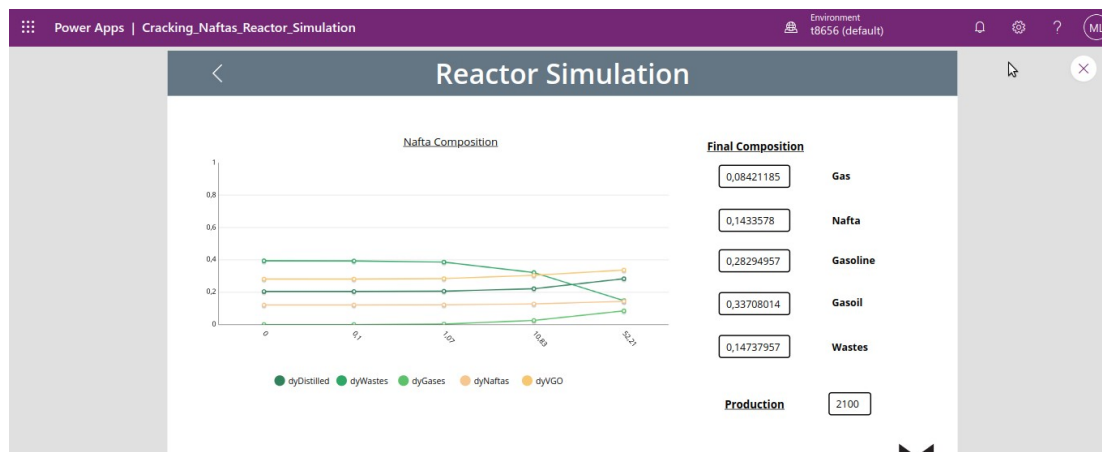 Power Apps | Cracking_Naftas_Reactor_Simulation
Environment
t8656 (default)
?
ML
Reactor Simulation
Nafta Composition
1
0,8
0,6
0,4
0,2
0
0
0,1
1,07
10,83
52,21
dyDistilled dyWastes dyGases dyNaftas dyVGO
Final Composition
0,08421185 Gas
0,1433578 Nafta
0,28294957 Gasoline
0,33708014 Gasoil
0,14737957 Wastes
Production 2100